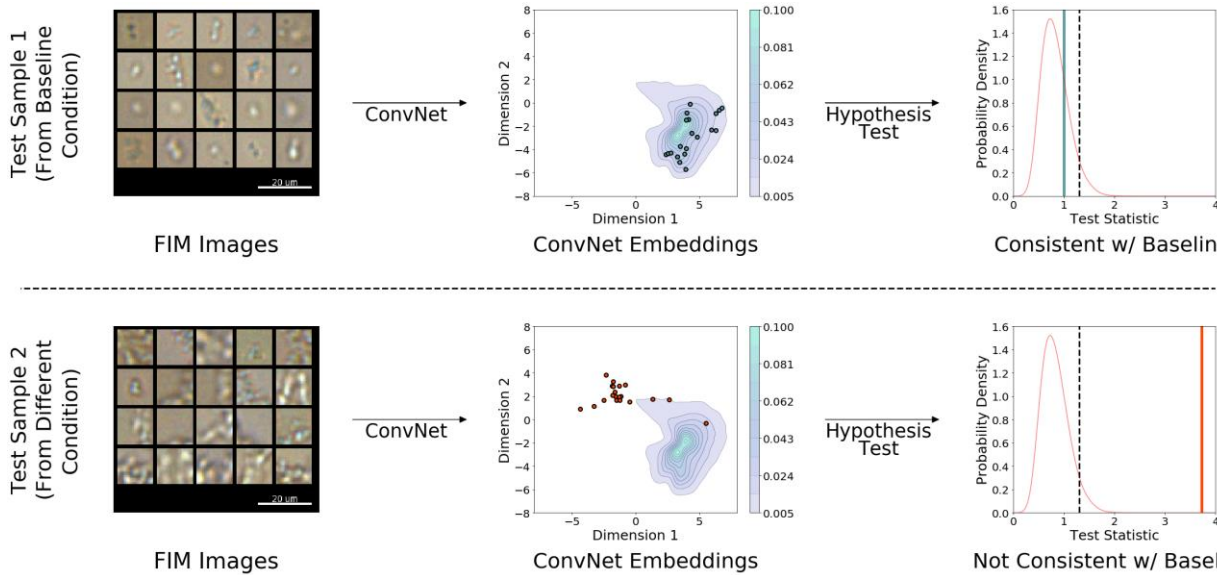 Test Sample 1
(From Baseline
Condition)
20 um
FIM Images
ConvNet
8
6
4
2
0
−2
−4
−6
−8
Dimension 2
−5
0
5
Dimension 1
0.100
0.081
0.062
0.043
0.024
0.005
ConvNet Embeddings
Hypothesis
Test
1.6
1.4
1.2
1.0
0.8
0.6
0.4
0.2
0.0
Probability Density
0
1
2
3
4
Test Statistic
Consistent w/ Baselin
Test Sample 2
(From Different
Condition)
20 um
FIM Images
ConvNet
8
6
4
2
0
−2
−4
−6
−8
Dimension 2
−5
0
5
Dimension 1
0.100
0.081
0.062
0.043
0.024
0.005
ConvNet Embeddings
Hypothesis
Test
1.6
1.4
1.2
1.0
0.8
0.6
0.4
0.2
0.0
Probability Density
0
1
2
3
4
Test Statistic
Not Consistent w/ Basel